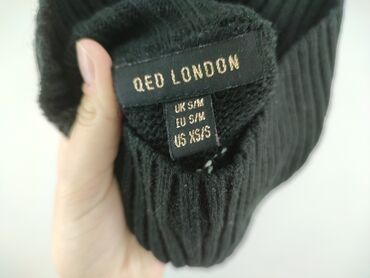 QED LONDON
UK S/M
EU S/M
US XS/S